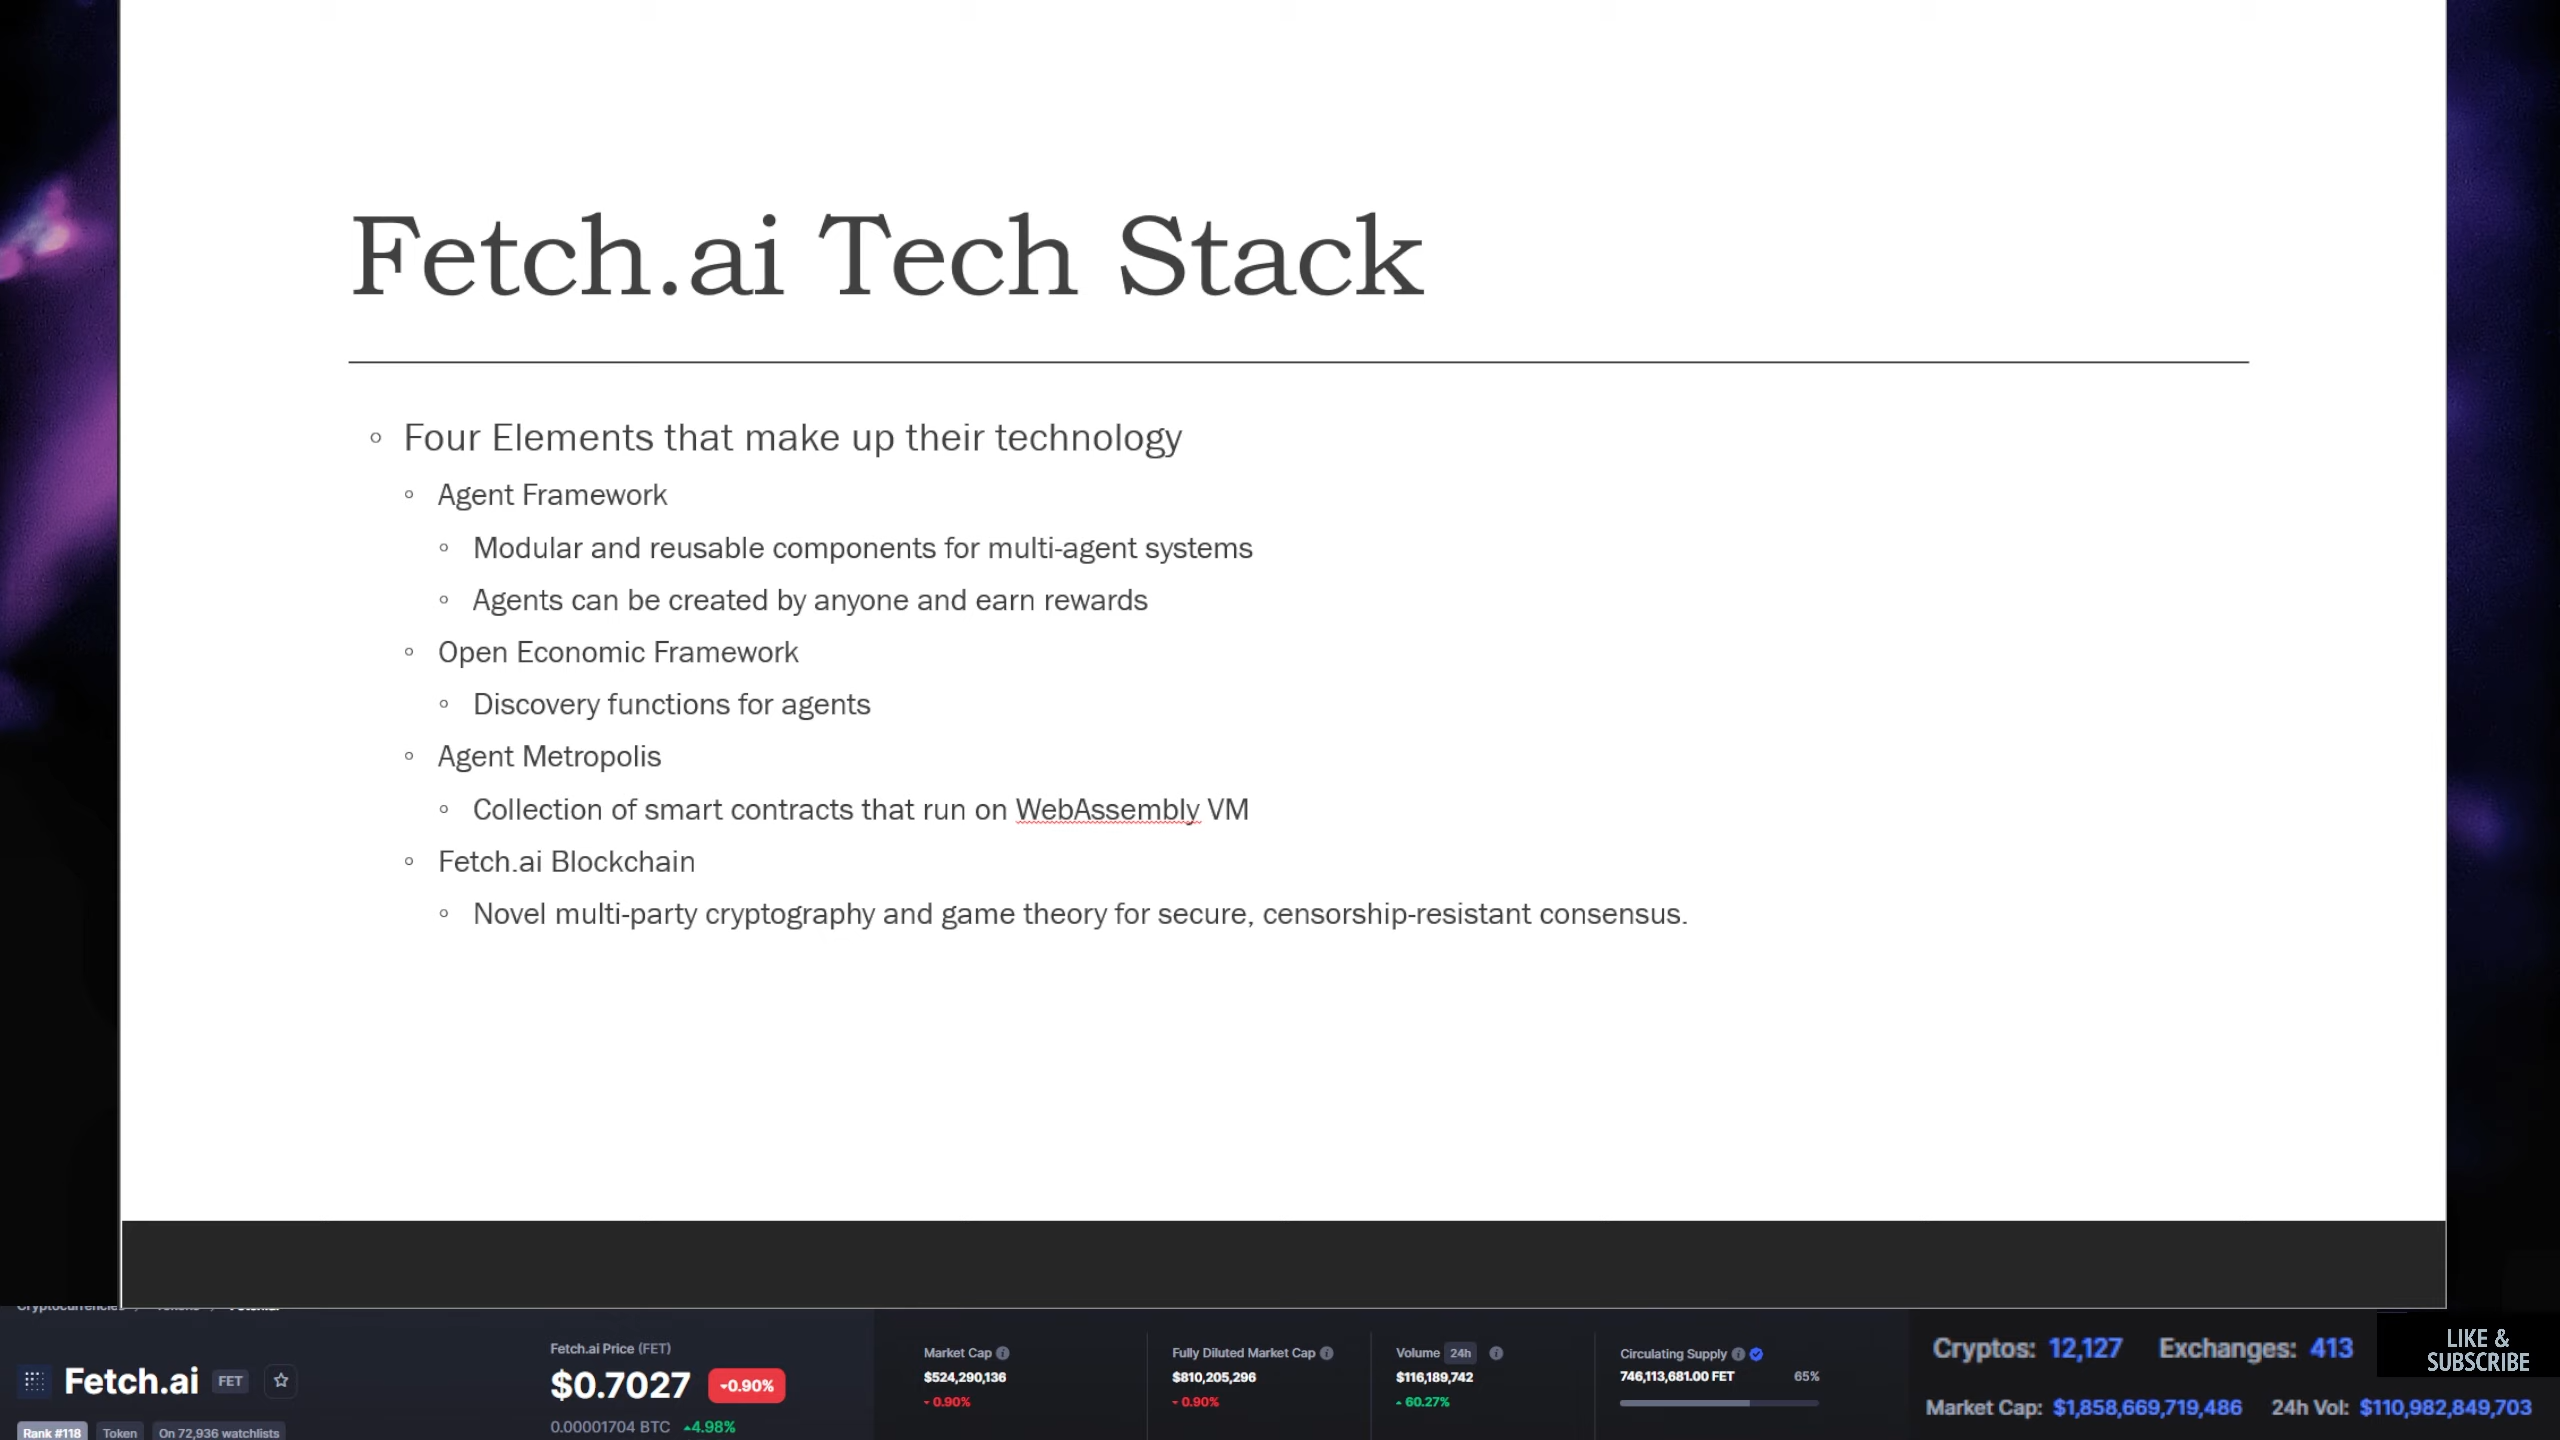 Fetch.ai Tech Stack
Four Elements that make up their technology
Agent Framework
Modular and reusable components for multi-agent systems
Agents can be created by anyone and earn rewards
Open Economic Framework
Discovery functions for agents
Agent Metropolis
Collection of smart contracts that run on WebAssembly VM
Fetch.ai Blockchain
Novel multi-party cryptography and game theory for secure, censorship-resistant consensus.
Fetch.ai FET
Rank #118 Token On 72,936 watchlists
Fetch.ai Price (FET)
$0.7027 0.90%
0.00001704 BTC 4.98%
Market Cap
$524,290,136
0.90%
Fully Diluted Market Cap
$810,205,296
0.90%
Volume 24h
$116,189,742
60.27%
Circulating Supply
746,113,681.00 FET 65%
Cryptos: 12,127 Exchanges: 413
Market Cap: $1,858,669,719,486 24h Vol: $110,982,849,703
LIKE &
SUBSCRIBE